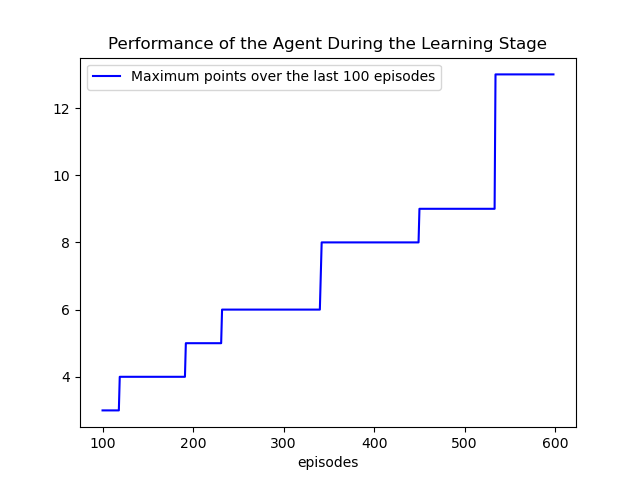 Performance of the Agent During the Learning Stage
Maximum points over the last 100 episodes
12
10
8
6
4
100 200 300 400 500 600
episodes